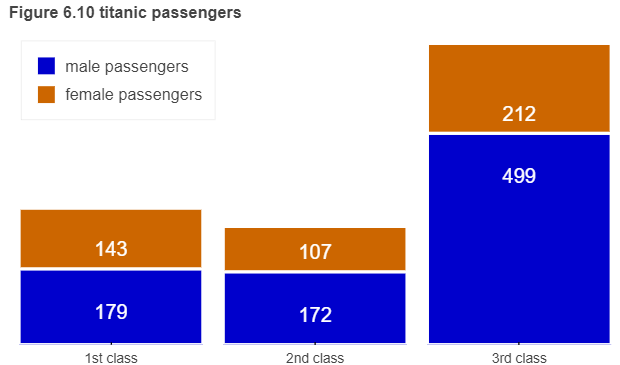 Figure 6.10 titanic passengers
male passengers
female passengers
212
499
143
107
179
172
1st class
2nd class
3rd class